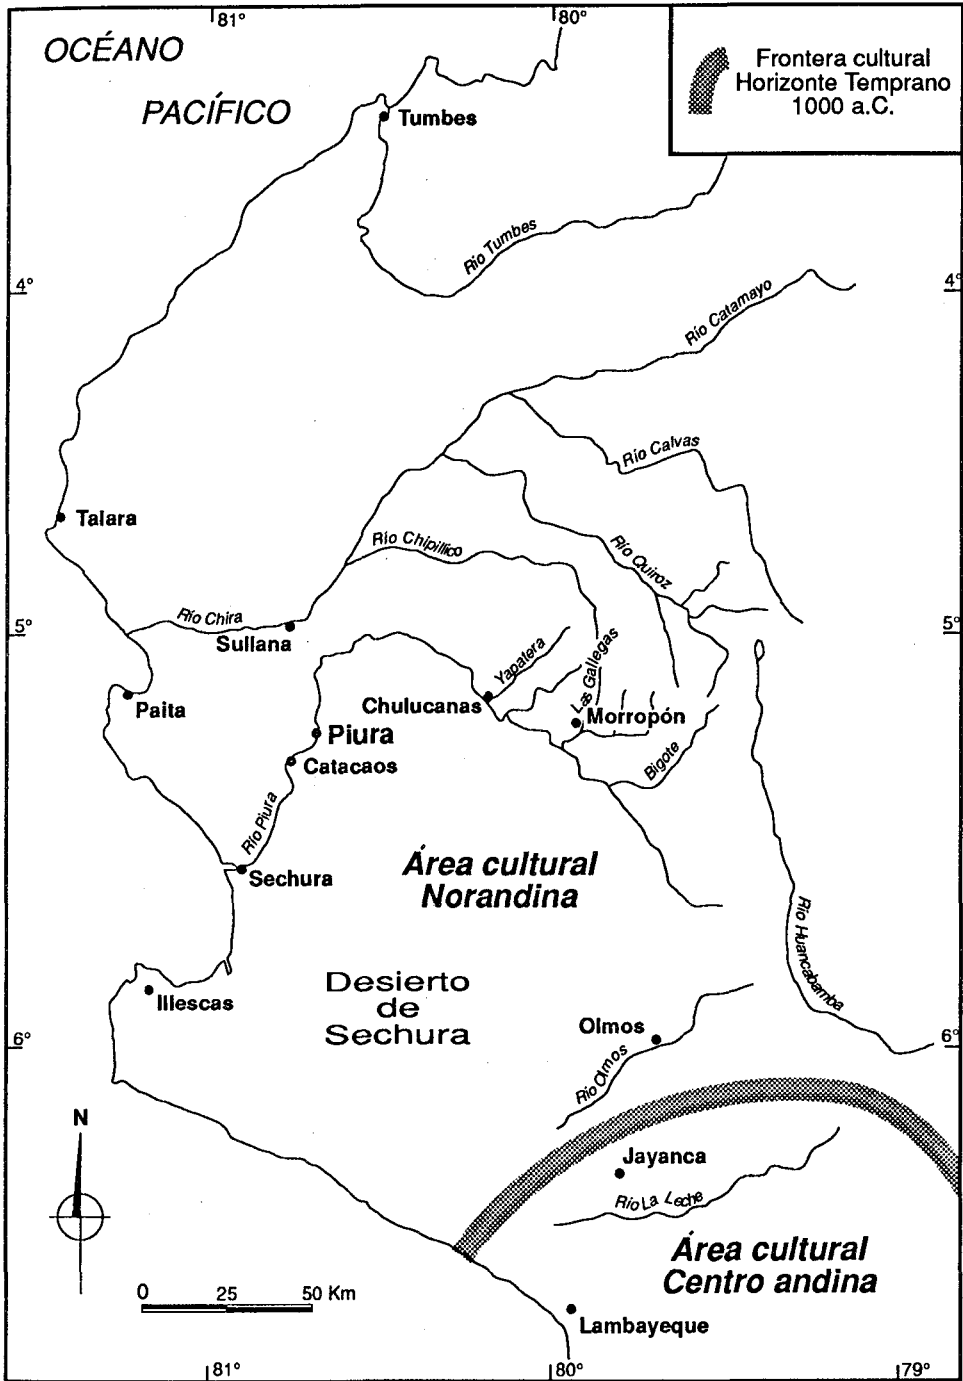 81°
80°
OCÉANO
PACÍFICO
Frontera cultural
Horizonte Temprano
1000 a.C.
Tumbes
Río Tumbes
4°
4°
Río Catamayo
Río Calvas
Talara
Río Chipillico
Río Quiroz
Río Chira
Sullana
5°
5°
Yapatera
Las Gallegas
Paita
Chulucanas
Morropón
Piura
Catacaos
Bigote
Río Piura
Sechura
Área cultural
Norandina
Río Huancabamba
Illescas
Desierto
de
Sechura
Olmos
Río Olmos
6°
6°
N
Jayanca
Río La Leche
Área cultural
Centro andina
0 25 50 Km
Lambayeque
81°
80°
79°